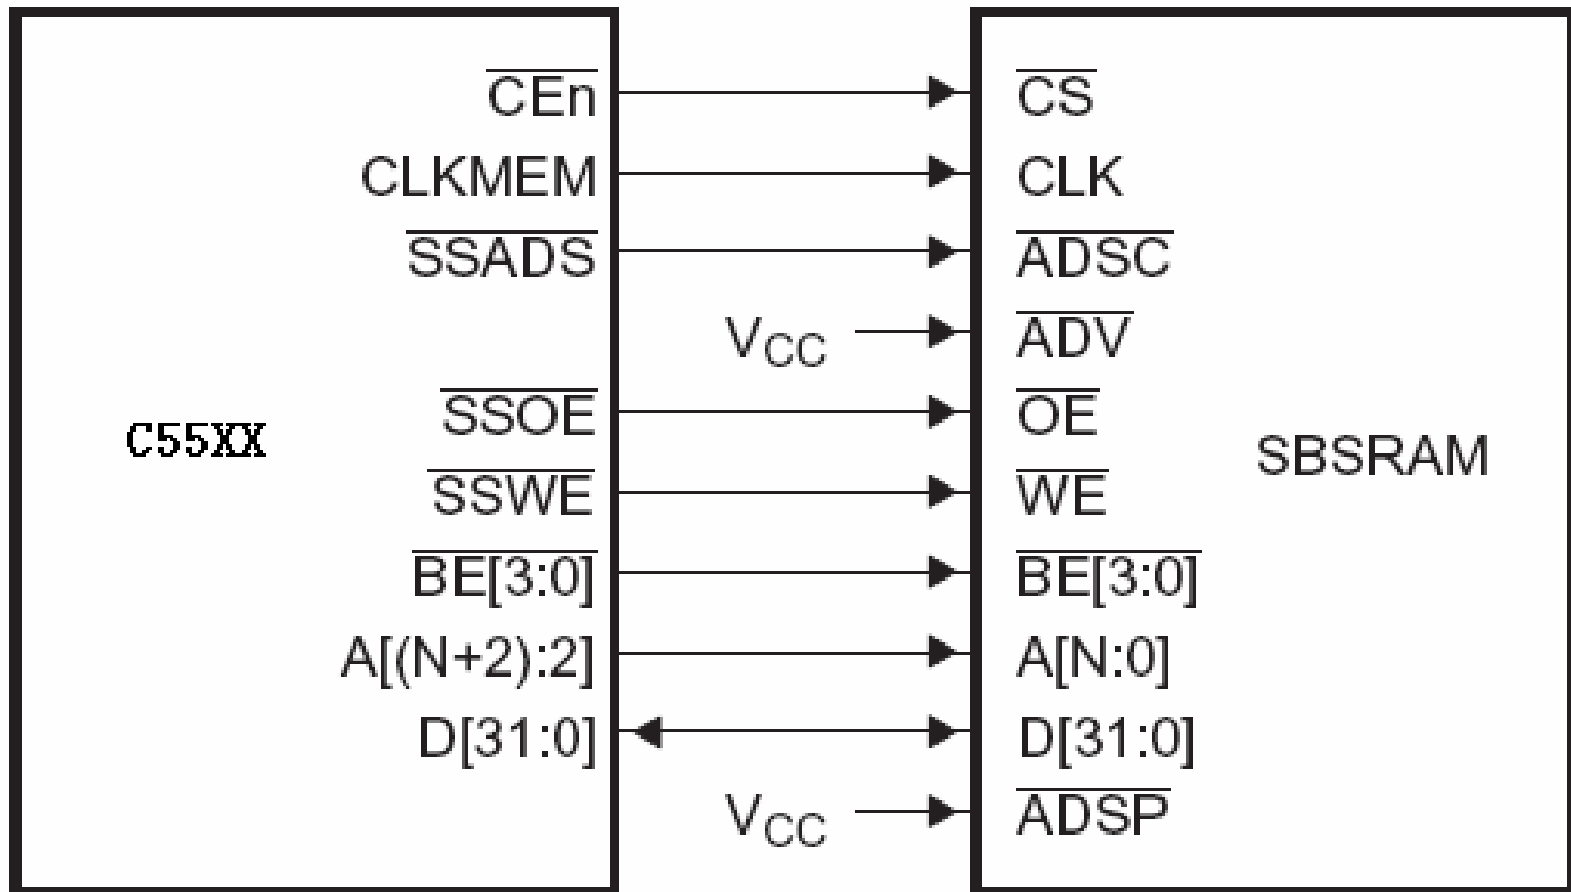 CEn CS
CLKMEM CLK
SSADS ADSC
VCC ADV
SSOE OE
C55XX SBSRAM
SSWE WE
BE[3:0] BE[3:0]
A[(N+2):2] A[N:0]
D[31:0] D[31:0]
VCC ADSP